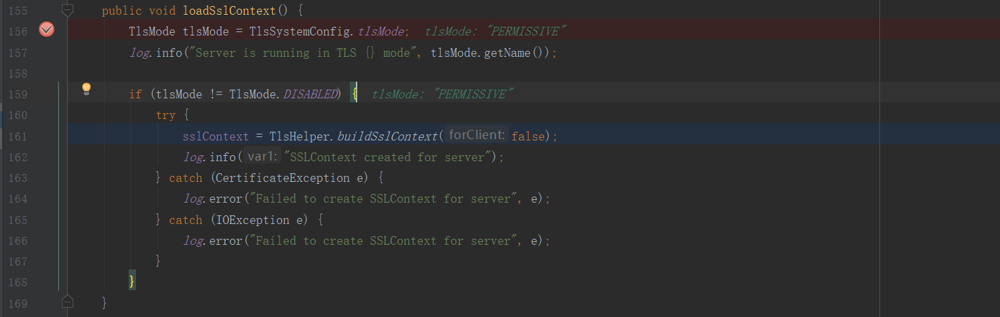 155 public void loadSslContext() {
156 TlsMode tlsMode = TlsSystemConfig.tlsMode; tlsMode: "PERMISSIVE"
157 log.info("Server is running in TLS {} mode", tlsMode.getName());
158
159 if (tlsMode != TlsMode.DISABLED) { tlsMode: "PERMISSIVE"
160 try {
161 sslContext = TlsHelper.buildSslContext( forClient: false);
162 log.info( var1: "SSLContext created for server");
163 } catch (CertificateException e) {
164 log.error("Failed to create SSLContext for server", e);
165 } catch (IOException e) {
166 log.error("Failed to create SSLContext for server", e);
167 }
168 }
169 }